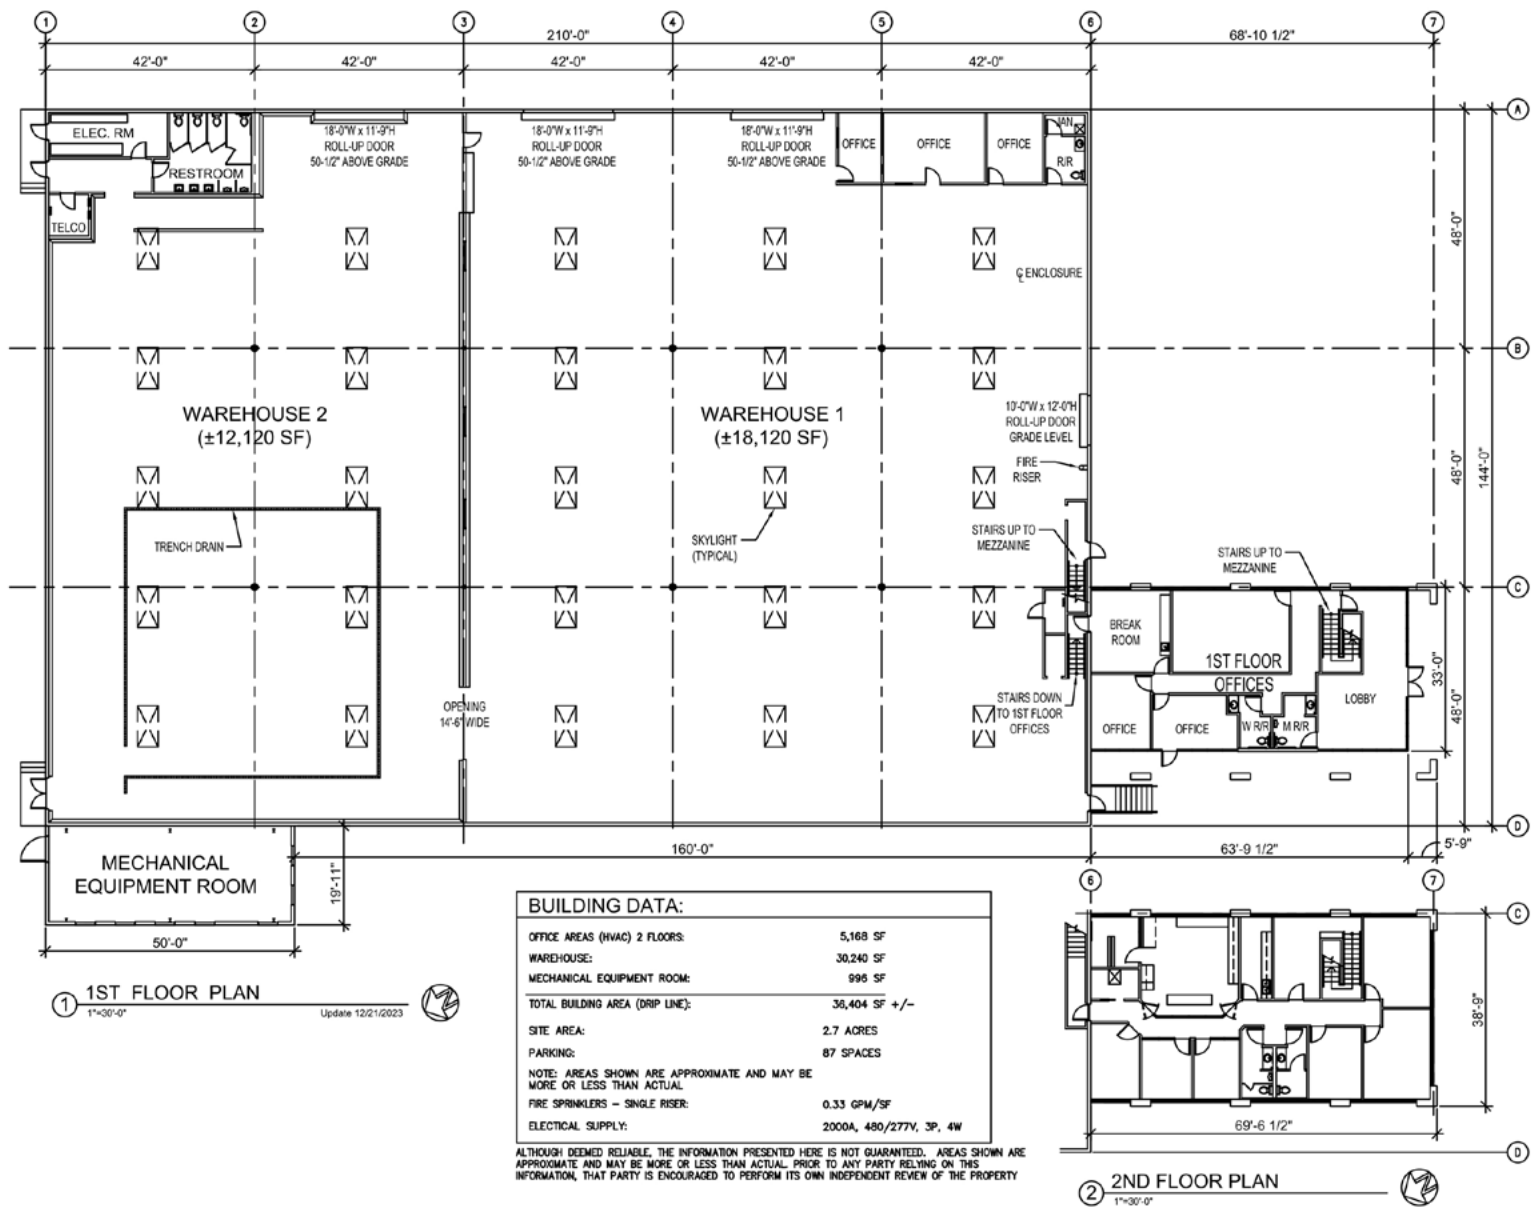 1 2 3 4 5 6 7
210'-0" 68'-10 1/2"
42'-0" 42'-0" 42'-0" 42'-0" 42'-0"
A
ELEC. RM
RESTROOM
TELCO
18'-0"W x 11'-9"H
ROLL-UP DOOR
50-1/2" ABOVE GRADE
18'-0"W x 11'-9"H
ROLL-UP DOOR
50-1/2" ABOVE GRADE
18'-0"W x 11'-9"H
ROLL-UP DOOR
50-1/2" ABOVE GRADE
OFFICE
OFFICE
OFFICE
JAN
R/R
48'-0"
₵ ENCLOSURE
B
WAREHOUSE 2
(±12,120 SF)
WAREHOUSE 1
(±18,120 SF)
10'-0"W x 12'-0"H
ROLL-UP DOOR
GRADE LEVEL
FIRE
RISER
48'-0"
144'-0"
TRENCH DRAIN
SKYLIGHT
(TYPICAL)
STAIRS UP TO
MEZZANINE
STAIRS UP TO
MEZZANINE
C
BREAK
ROOM
1ST FLOOR
OFFICES
LOBBY
33'-0"
48'-0"
OPENING
14'-6" WIDE
STAIRS DOWN
TO 1ST FLOOR
OFFICES
OFFICE
OFFICE
W R/R
M R/R
D
MECHANICAL
EQUIPMENT ROOM
19'-11"
160'-0"
63'-9 1/2"
5'-9"
50'-0"
1
1ST FLOOR PLAN
1"=30'-0"
Update 12/21/2023
BUILDING DATA:
OFFICE AREAS (HVAC) 2 FLOORS: 5,168 SF
WAREHOUSE: 30,240 SF
MECHANICAL EQUIPMENT ROOM: 996 SF
TOTAL BUILDING AREA (DRIP LINE): 36,404 SF +/-
SITE AREA: 2.7 ACRES
PARKING: 87 SPACES
NOTE: AREAS SHOWN ARE APPROXIMATE AND MAY BE
MORE OR LESS THAN ACTUAL
FIRE SPRINKLERS – SINGLE RISER: 0.33 GPM/SF
ELECTICAL SUPPLY: 2000A, 480/277V, 3P, 4W
ALTHOUGH DEEMED RELIABLE, THE INFORMATION PRESENTED HERE IS NOT GUARANTEED. AREAS SHOWN ARE
APPROXIMATE AND MAY BE MORE OR LESS THAN ACTUAL. PRIOR TO ANY PARTY RELYING ON THIS
INFORMATION, THAT PARTY IS ENCOURAGED TO PERFORM ITS OWN INDEPENDENT REVIEW OF THE PROPERTY
6 7
C
38'-9"
69'-6 1/2"
D
2
2ND FLOOR PLAN
1"=30'-0"